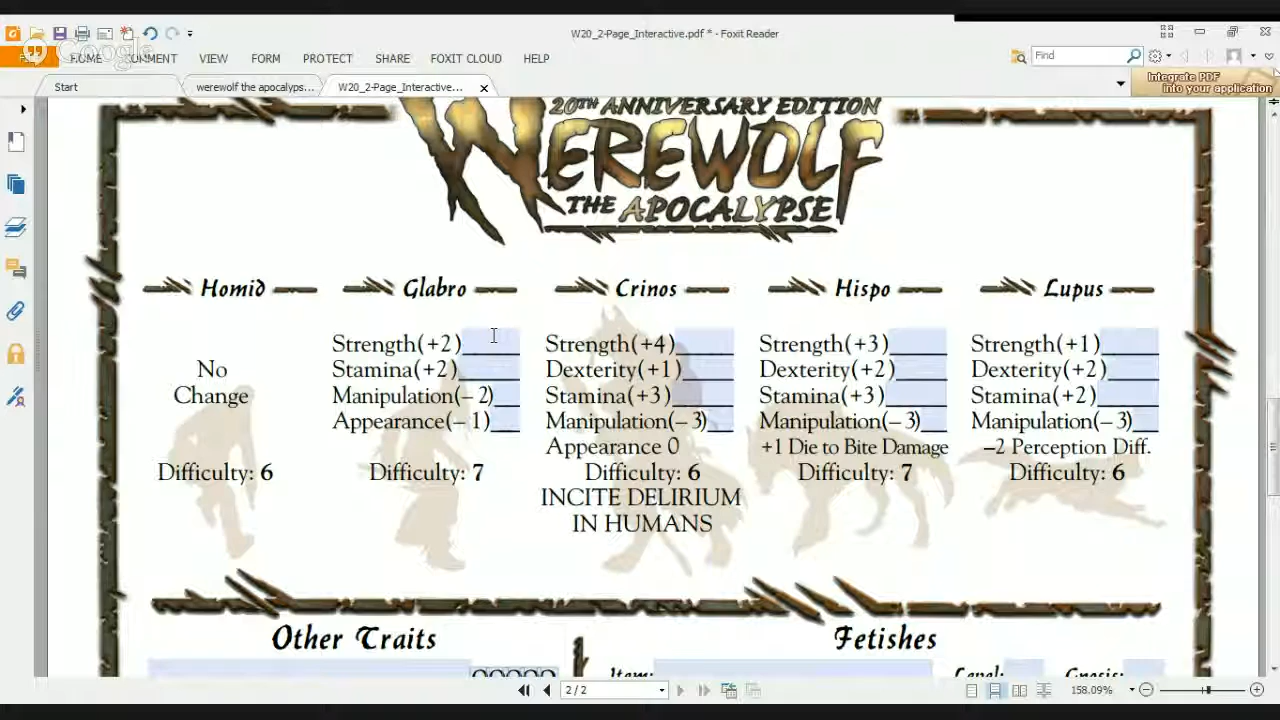 W20_2-Page_Interactive.pdf * - Foxit Reader
Google
HOME COMMENT VIEW FORM PROTECT SHARE FOXIT CLOUD HELP
Find
Start
werewolf the apocalyps...
W20_2-Page_Interactive...
Integrate PDF
into your application
20TH ANNIVERSARY EDITION
WEREWOLF
THE APOCALYPSE
Homid Glabro Crinos Hispo Lupus
Strength(+2) Strength(+4) Strength(+3) Strength(+1)
No Stamina(+2) Dexterity(+1) Dexterity(+2) Dexterity(+2)
Change Manipulation(– 2) Stamina(+3) Stamina(+3) Stamina(+2)
Appearance(– 1) Manipulation(– 3) Manipulation(– 3) Manipulation(–3)
Appearance 0 +1 Die to Bite Damage –2 Perception Diff.
Difficulty: 6 Difficulty: 7 Difficulty: 6 Difficulty: 7 Difficulty: 6
INCITE DELIRIUM
IN HUMANS
Other Traits Fetishes
Item: Level: Gnosis:
2 / 2
158.09%